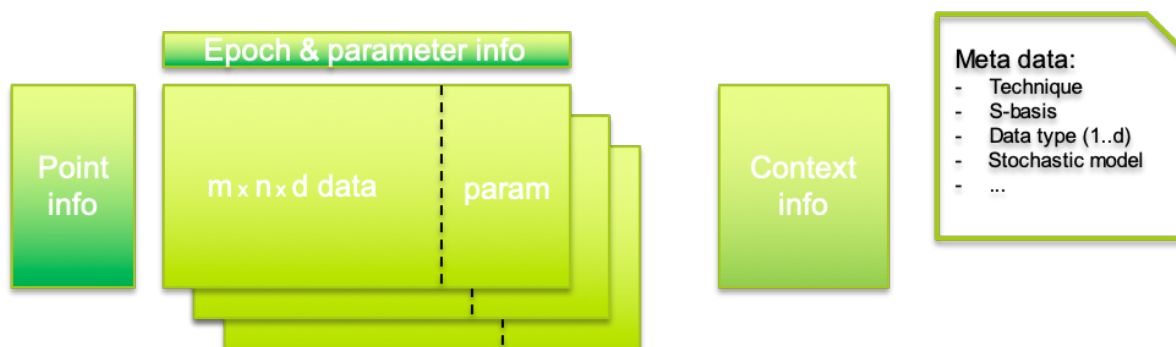 Epoch & parameter info
Point
info
m x n x d data
param
Context
info
Meta data:
- Technique
- S-basis
- Data type (1..d)
- Stochastic model
- ...